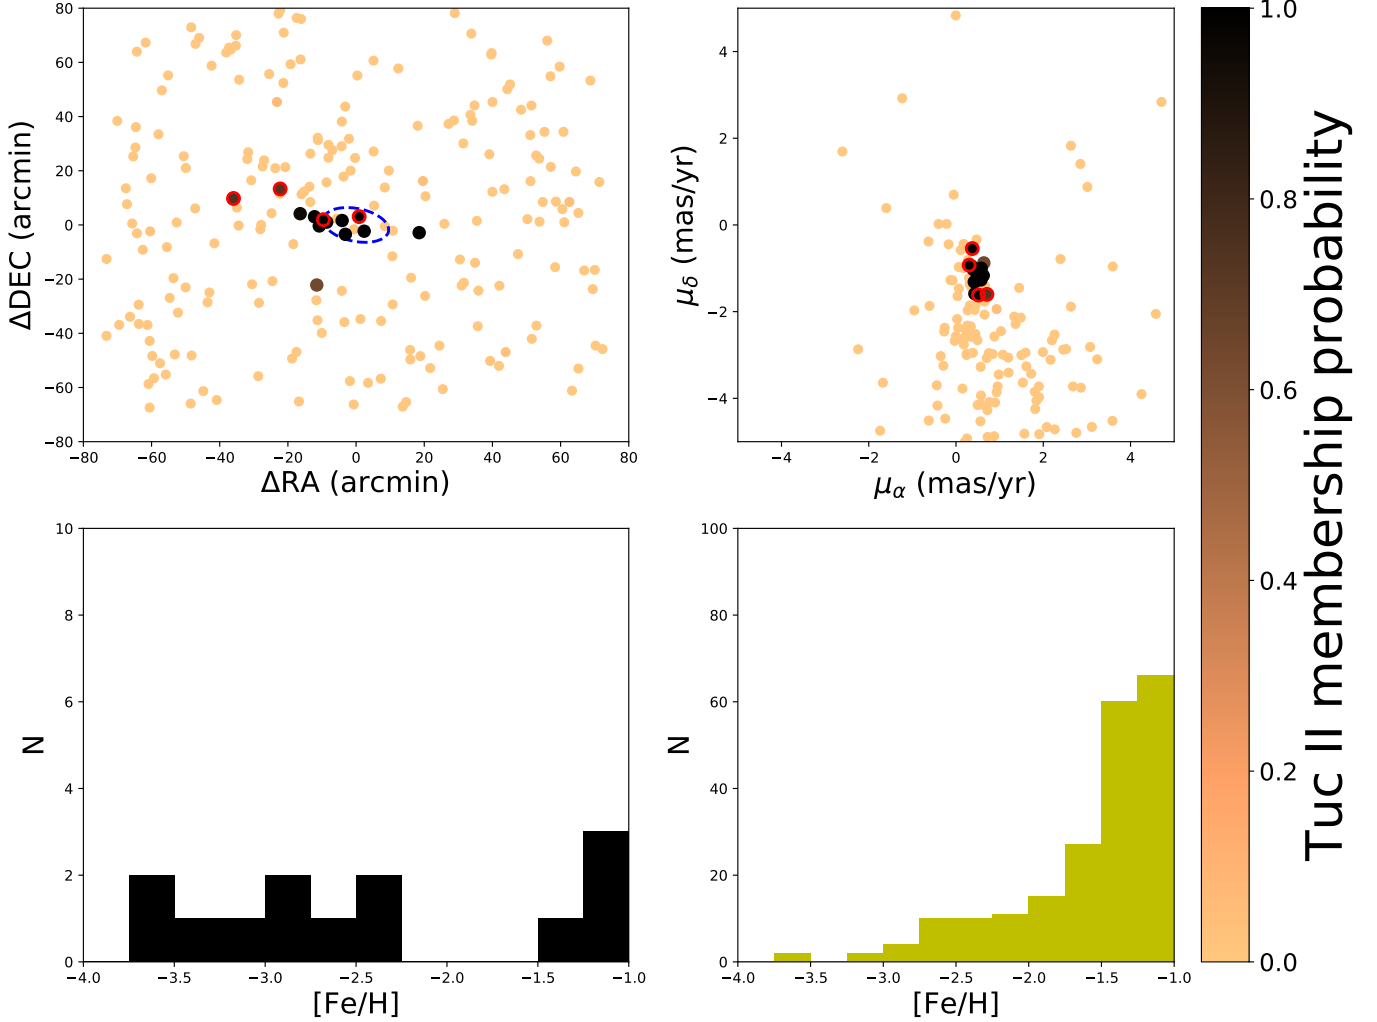 80
60
40
20
0
−20
−40
−60
−80
ΔDEC (arcmin)
−80 −60 −40 −20 0 20 40 60 80
ΔRA (arcmin)
4
2
0
−2
−4
μδ (mas/yr)
−4 −2 0 2 4
μα (mas/yr)
10
8
6
4
2
0
N
−4.0 −3.5 −3.0 −2.5 −2.0 −1.5 −1.0
[Fe/H]
100
80
60
40
20
0
N
−4.0 −3.5 −3.0 −2.5 −2.0 −1.5 −1.0
[Fe/H]
1.0
0.8
0.6
0.4
0.2
0.0
Tuc II membership probability